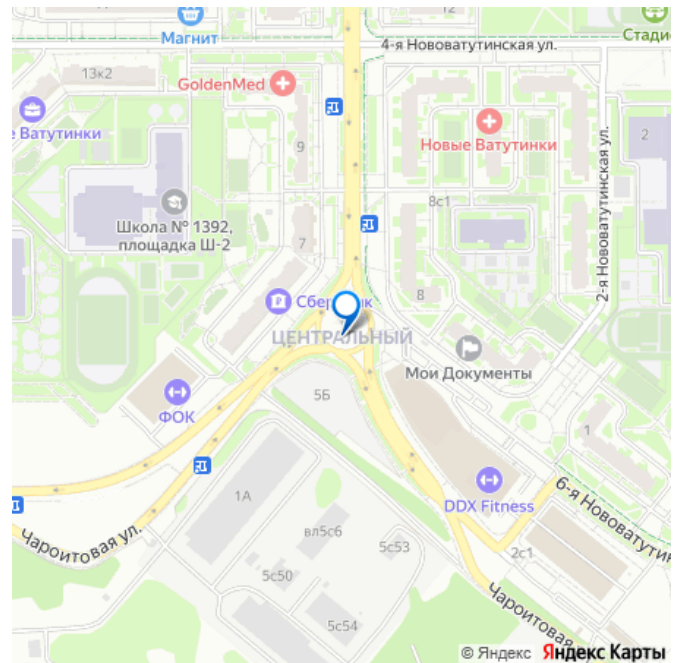 12
Магнит
4-я Нововатутинская ул.
Стадио
13к2
GoldenMed
е Ватутинки
9
Новые Ватутинки
2
8с1
Школа № 1392,
площадка Ш-2
2-я Нововатутинская ул.
7
8
Сбербанк
ЦЕНТРАЛЬНЫЙ
Мои Документы
5Б
ФОК
1
1А
DDX Fitness
6-я Нововатутин
вл5с6
5с53
2с1
Чароитовая ул.
5с50
5с54
Чароитовая
© Яндекс Яндекс Карты